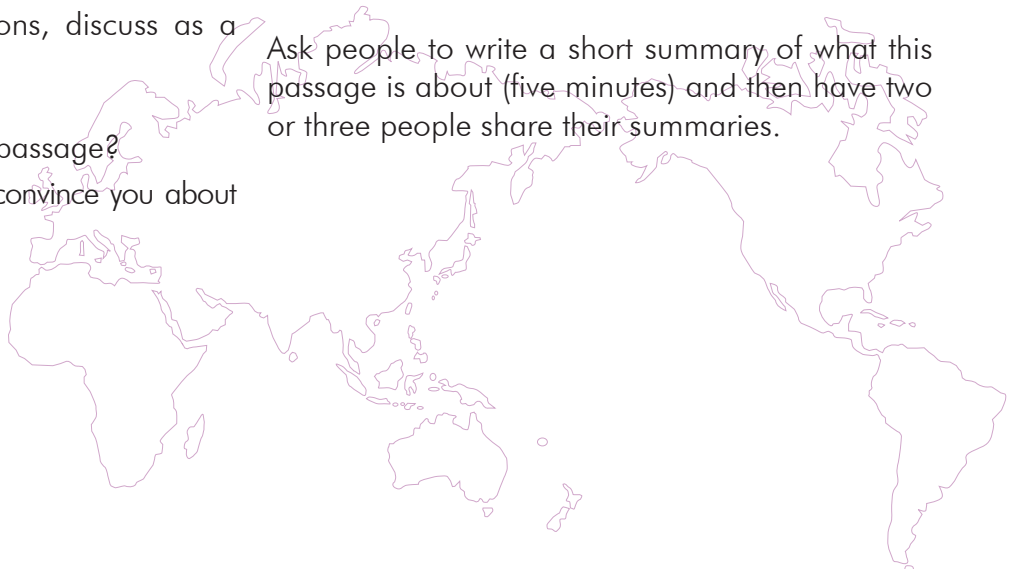 ons, discuss as a
passage?
convince you about
Ask people to write a short summary of what this
passage is about (five minutes) and then have two
or three people share their summaries.